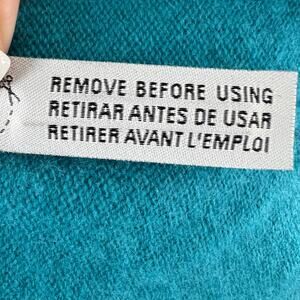 REMOVE BEFORE USING
RETIRAR ANTES DE USAR
RETIRER AVANT L'EMPLOI